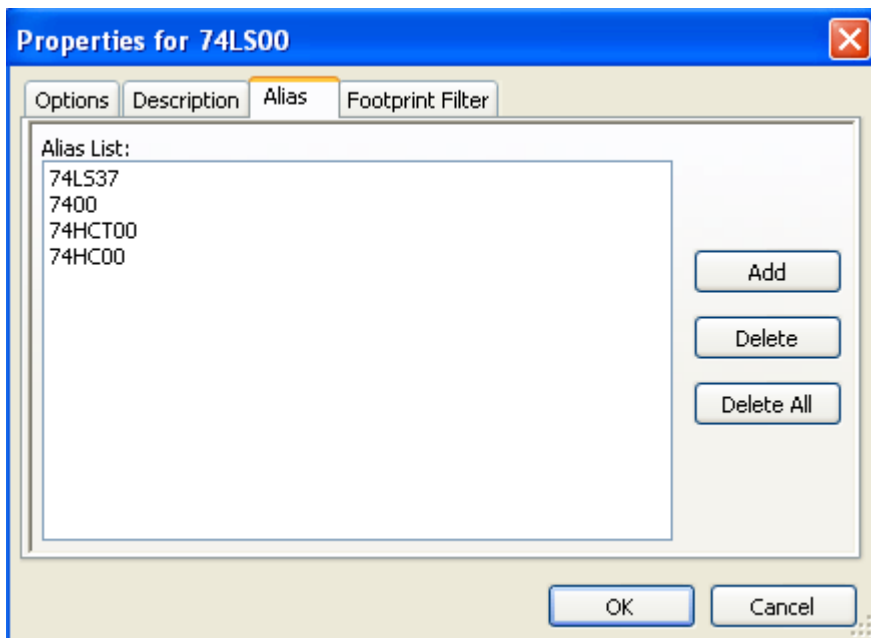 Properties for 74LS00
Options Description Alias Footprint Filter
Alias List:
74LS37
7400
74HCT00
74HC00
Add
Delete
Delete All
OK Cancel